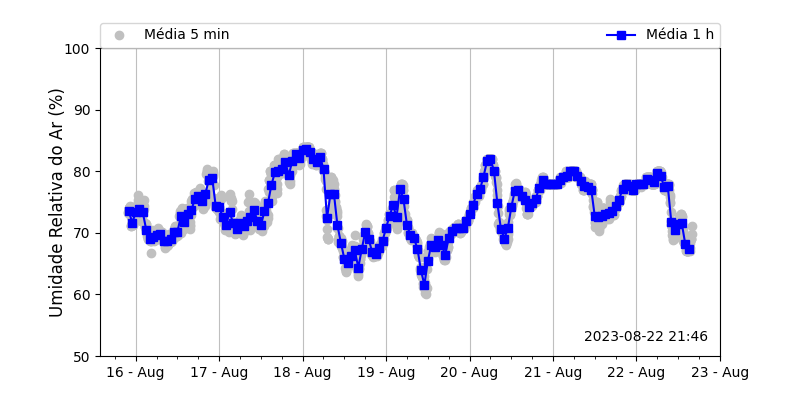 Média 5 min
Média 1 h
Umidade Relativa do Ar (%)
100
90
80
70
60
50
2023-08-22 21:46
16 - Aug
17 - Aug
18 - Aug
19 - Aug
20 - Aug
21 - Aug
22 - Aug
23 - Aug